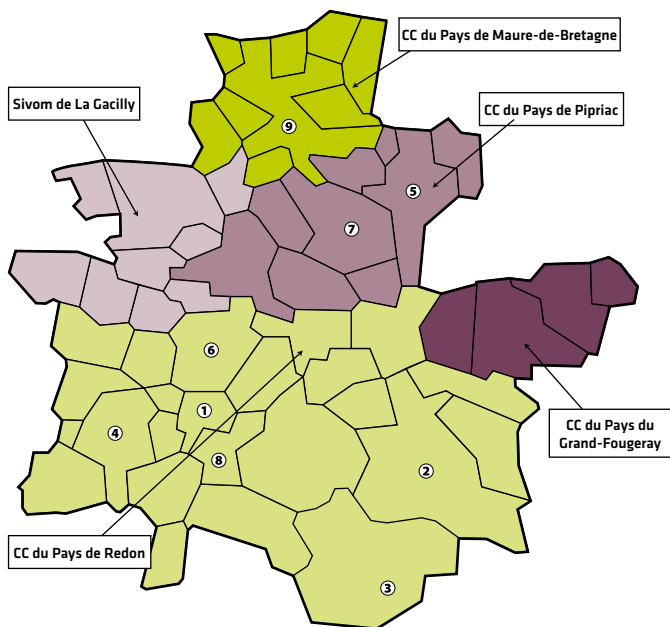 CC du Pays de Maure-de-Bretagne
Sivom de La Gacilly
CC du Pays de Pipriac
9
5
7
6
1
4
8
2
CC du Pays du
Grand-Fougeray
CC du Pays de Redon
3